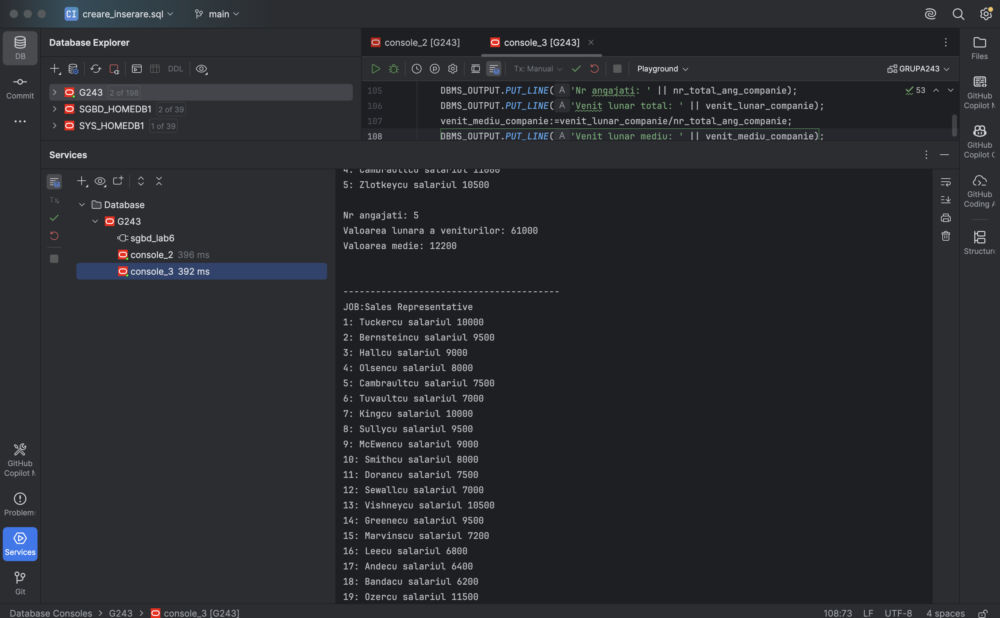 CI creare_inserare.sql main
DB
Commit
Database Explorer
DDL
G243 2 of 198
SGBD_HOMEDB1 2 of 39
SYS_HOMEDB1 1 of 39
console_2 [G243] console_3 [G243]
Tx: Manual Playground GRUPA243
105 DBMS_OUTPUT.PUT_LINE( A 'Nr angajati: ' || nr_total_ang_companie);
53
106 DBMS_OUTPUT.PUT_LINE( A 'Venit lunar total: ' || venit_lunar_companie);
107 venit_mediu_companie:=venit_lunar_companie/nr_total_ang_companie;
108 DBMS_OUTPUT.PUT_LINE( A 'Venit lunar mediu: ' || venit_mediu_companie);
Files
GitHub
Copilot
GitHub
Copilot
GitHub
Coding A
Structure
Services
Tx
Database
G243
sgbd_lab6
console_2 396 ms
console_3 392 ms
4: Cambraultcu salariul 11000
5: Zlotkeycu salariul 10500
Nr angajati: 5
Valoarea lunara a veniturilor: 61000
Valoarea medie: 12200
----------------------------------------
JOB:Sales Representative
1: Tuckercu salariul 10000
2: Bernsteincu salariul 9500
3: Hallcu salariul 9000
4: Olsencu salariul 8000
5: Cambraultcu salariul 7500
6: Tuvaultcu salariul 7000
7: Kingcu salariul 10000
8: Sullycu salariul 9500
9: McEwencu salariul 9000
10: Smithcu salariul 8000
11: Dorancu salariul 7500
12: Sewallcu salariul 7000
13: Vishneycu salariul 10500
14: Greenecu salariul 9500
15: Marvinscu salariul 7200
16: Leecu salariul 6800
17: Andecu salariul 6400
18: Bandacu salariul 6200
19: Ozercu salariul 11500
GitHub
Copilot
Problems
Services
Git
Database Consoles > G243 > console_3 [G243]
108:73 LF UTF-8 4 spaces